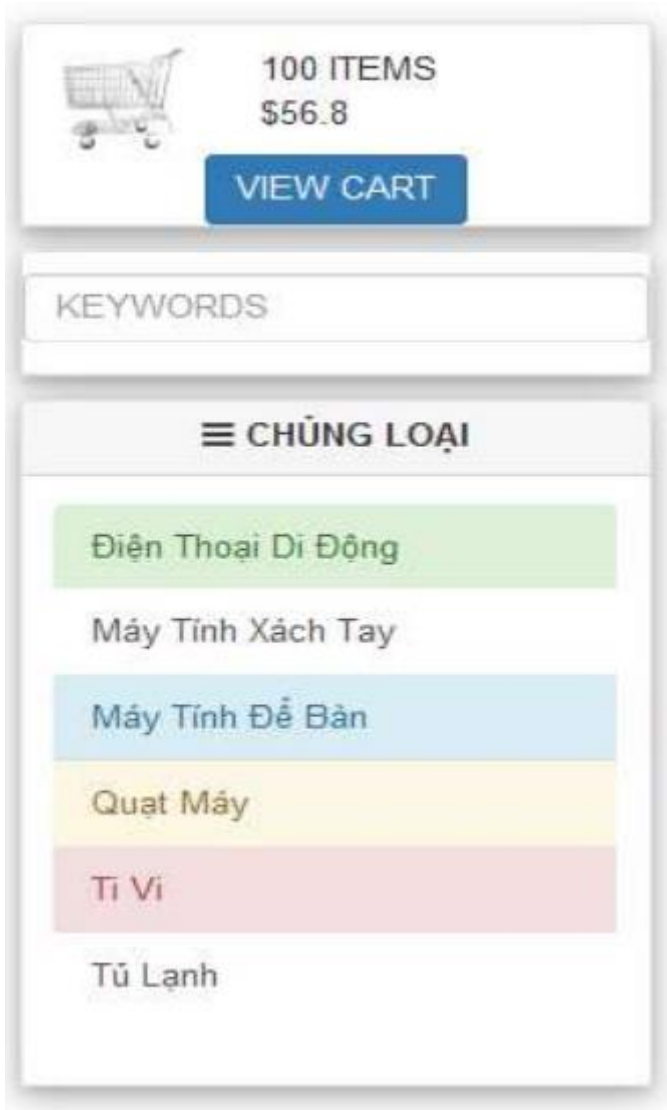 100 ITEMS
$56.8
VIEW CART
KEYWORDS
CHỦNG LOẠI
Điện Thoại Di Động
Máy Tính Xách Tay
Máy Tính Để Bàn
Quạt Máy
Ti Vi
Tủ Lạnh